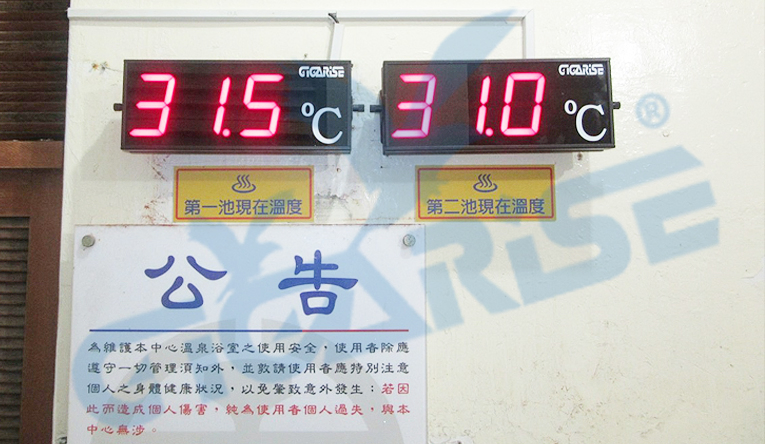 GIGARISE
31.5 °C
GIGARISE
31.0 °C
第一池現在溫度
第二池現在溫度
公告
為維護本中心溫泉浴室之使用安全，使用者除應
遵守一切管理須知外，並敦請使用者應特別注意
個人之身體健康狀況，以免釀致意外發生；若因
此而造成個人傷害，純為使用者個人過失，與本
中心無涉。
GIGARISE®